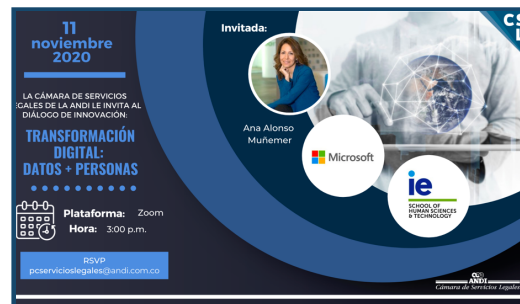 11
noviembre
2020
LA CÁMARA DE SERVICIOS
EGALES DE LA ANDI LE INVITA AL
DIÁLOGO DE INNOVACIÓN:
TRANSFORMACIÓN
DIGITAL:
DATOS + PERSONAS
Plataforma: Zoom
Hora: 3:00 p.m.
RSVP
pcservicioslegales@andi.com.co
Invitada:
Ana Alonso
Muñemer
Microsoft
ie
SCHOOL OF
HUMAN SCIENCES
& TECHNOLOGY
CS
L
ANDI
Cámara de Servicios Legales